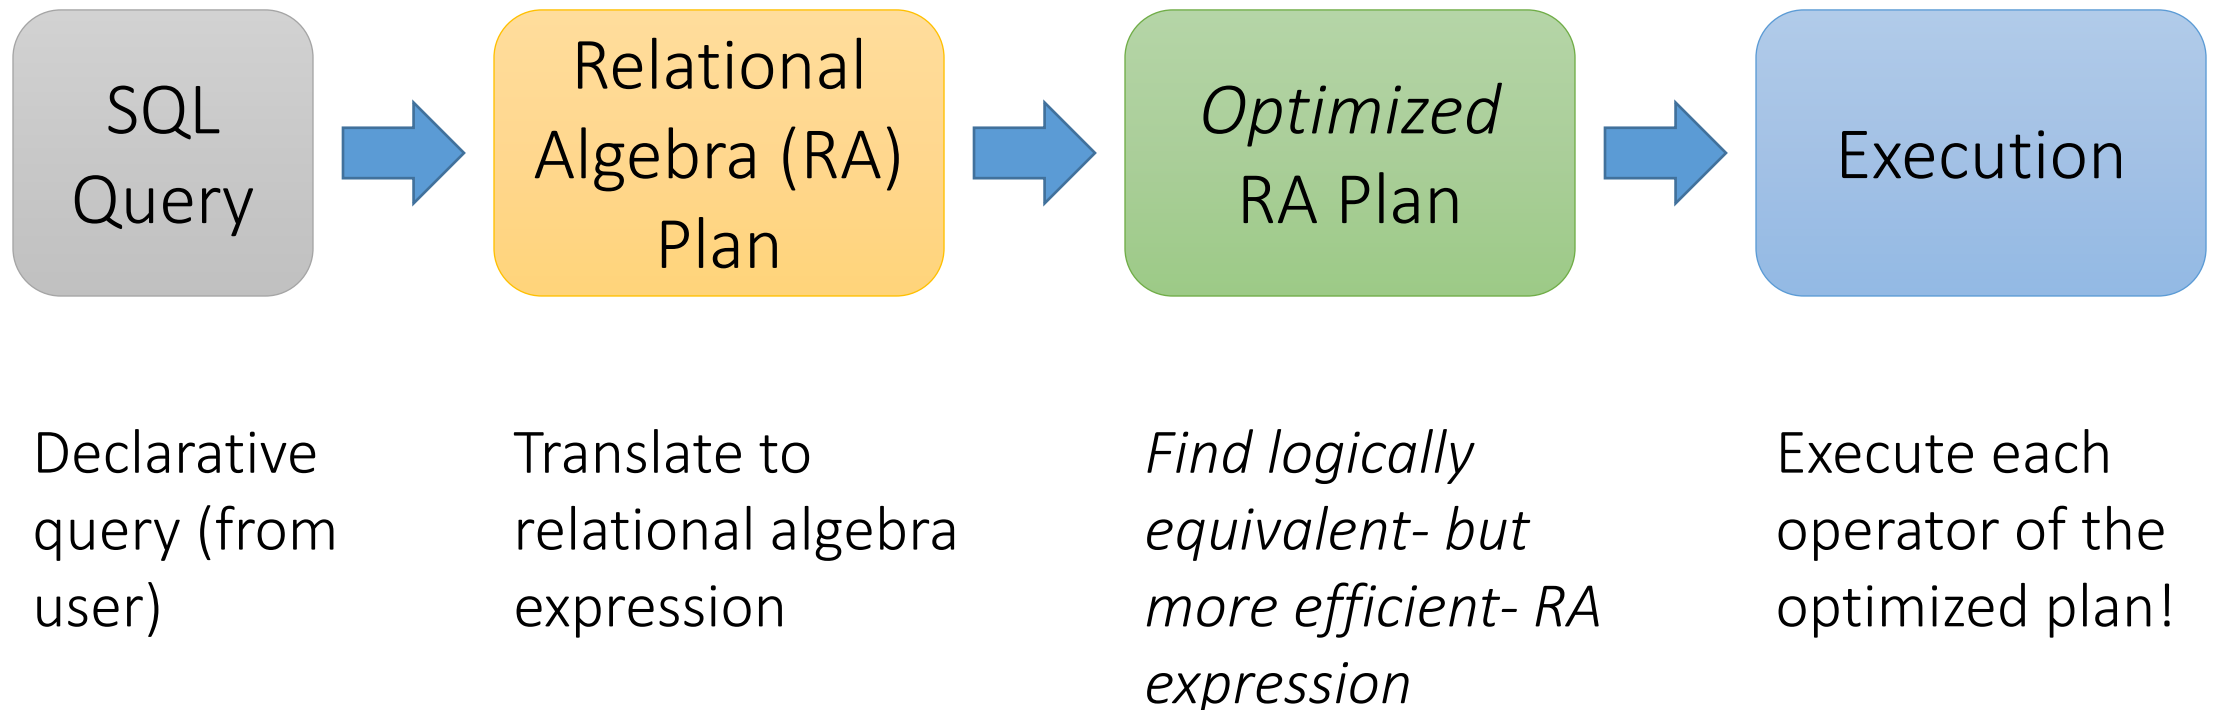 SQL
Query
Relational
Algebra (RA)
Plan
Optimized
RA Plan
Execution
Declarative
query (from
user)
Translate to
relational algebra
expression
Find logically
equivalent- but
more efficient- RA
expression
Execute each
operator of the
optimized plan!